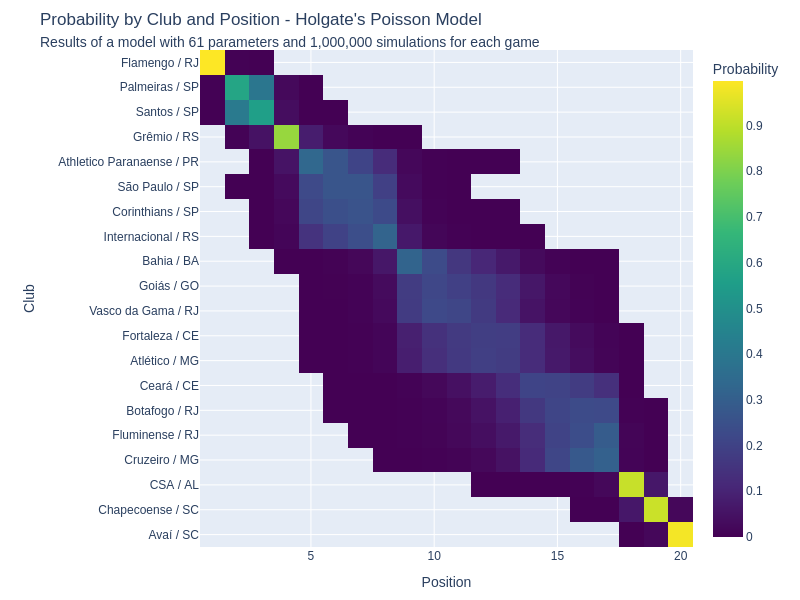 Probability by Club and Position - Holgate's Poisson Model
Results of a model with 61 parameters and 1,000,000 simulations for each game
Flamengo / RJ
Palmeiras / SP
Santos / SP
Grêmio / RS
Athletico Paranaense / PR
São Paulo / SP
Corinthians / SP
Internacional / RS
Bahia / BA
Goiás / GO
Vasco da Gama / RJ
Fortaleza / CE
Atlético / MG
Ceará / CE
Botafogo / RJ
Fluminense / RJ
Cruzeiro / MG
CSA / AL
Chapecoense / SC
Avaí / SC
Club
5 10 15 20
Position
Probability
0.9
0.8
0.7
0.6
0.5
0.4
0.3
0.2
0.1
0